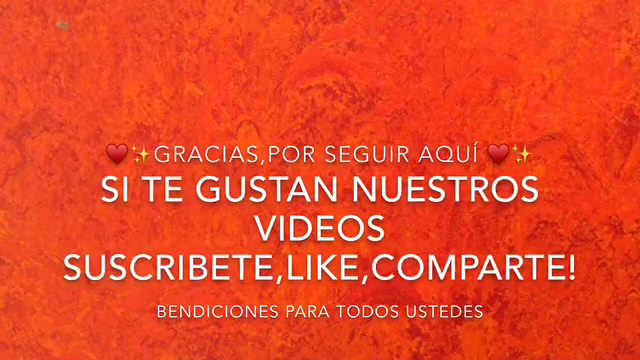 ♥️✨GRACIAS,POR SEGUIR AQUÍ ♥️✨
SI TE GUSTAN NUESTROS
VIDEOS
SUSCRIBETE,LIKE,COMPARTE!
BENDICIONES PARA TODOS USTEDES